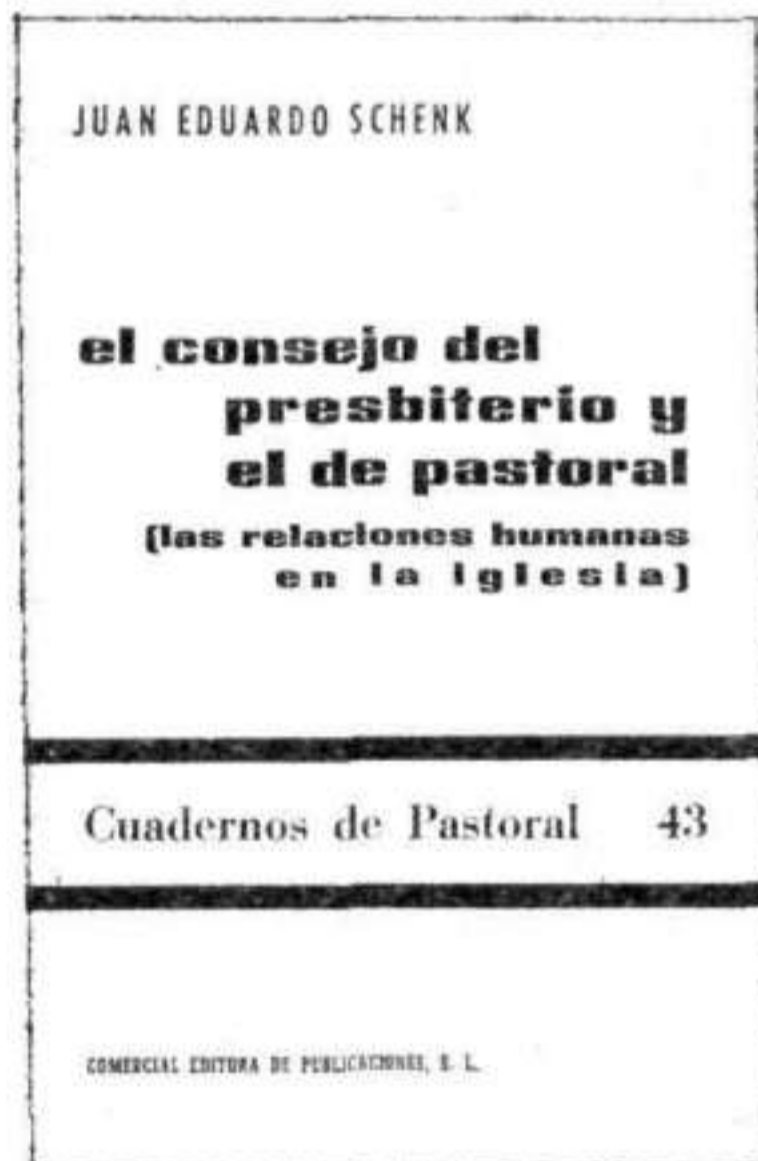 JUAN EDUARDO SCHENK
el consejo del
presbiterio y
el de pastoral
(las relaciones humanas
en la iglesia)
Cuadernos de Pastoral 43
COMERCIAL EDITORA DE PUBLICACIONES, S. L.